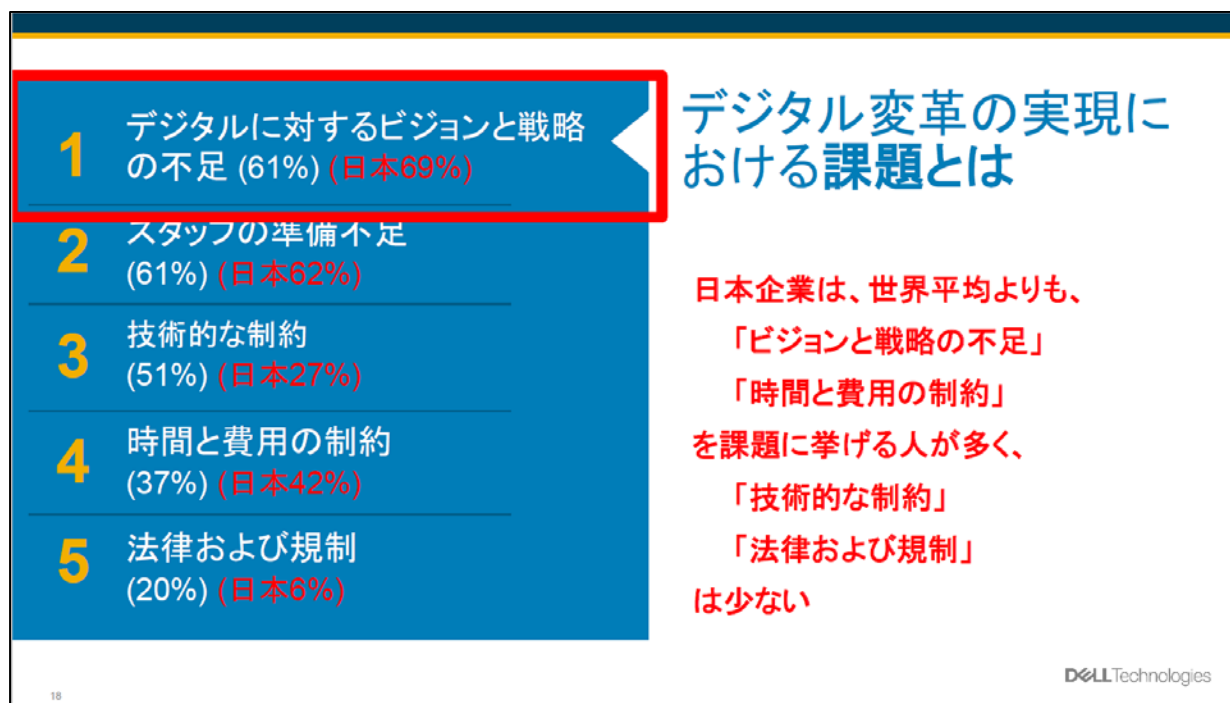 1
デジタルに対するビジョンと戦略
の不足 (61%) (日本69%)
2
スタッフの準備不足
(61%) (日本62%)
3
技術的な制約
(51%) (日本27%)
4
時間と費用の制約
(37%) (日本42%)
5
法律および規制
(20%) (日本6%)
デジタル変革の実現に
おける課題とは
日本企業は、世界平均よりも、
「ビジョンと戦略の不足」
「時間と費用の制約」
を課題に挙げる人が多く、
「技術的な制約」
「法律および規制」
は少ない
18
DELLTechnologies